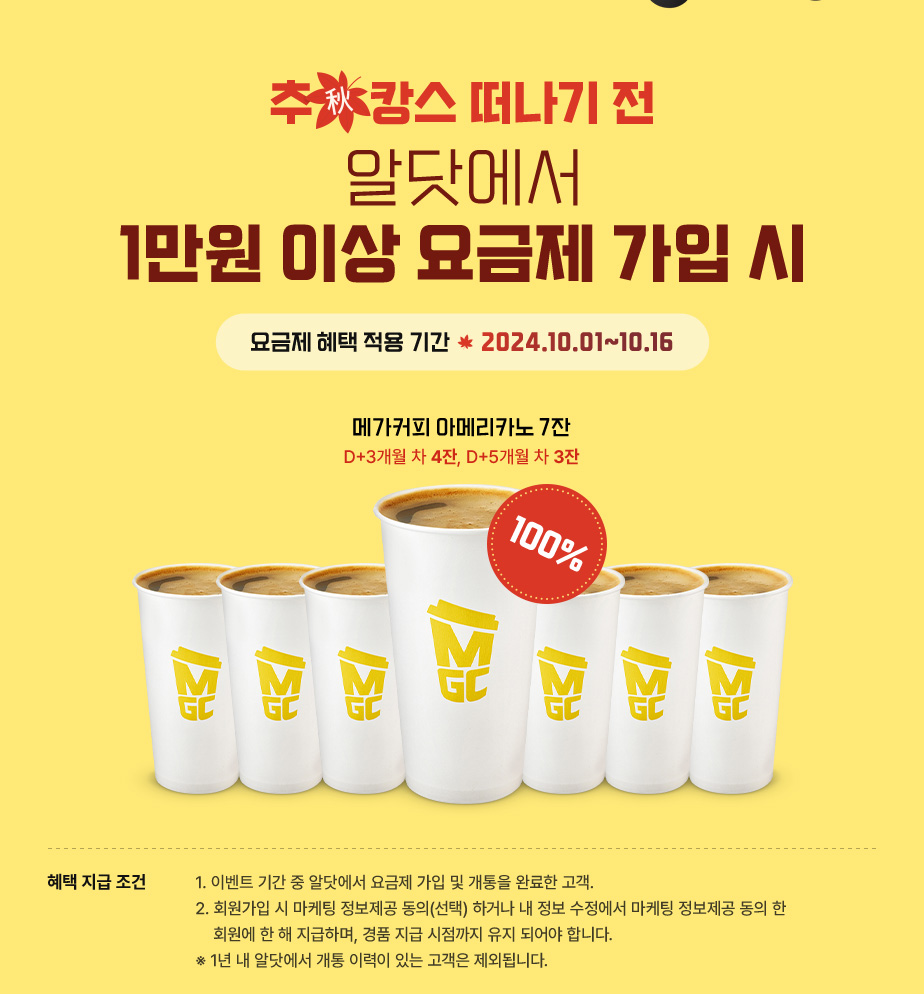 추秋캉스 떠나기 전
알닷에서
1만원 이상 요금제 가입 시
요금제 혜택 적용 기간 2024.10.01~10.16
메가커피 아메리카노 7잔
D+3개월 차 4잔, D+5개월 차 3잔
100%
M GC
M GC
M GC
M GC
M GC
M GC
M GC
혜택 지급 조건
1. 이벤트 기간 중 알닷에서 요금제 가입 및 개통을 완료한 고객.
2. 회원가입 시 마케팅 정보제공 동의(선택) 하거나 내 정보 수정에서 마케팅 정보제공 동의 한
회원에 한 해 지급하며, 경품 지급 시점까지 유지 되어야 합니다.
※ 1년 내 알닷에서 개통 이력이 있는 고객은 제외됩니다.